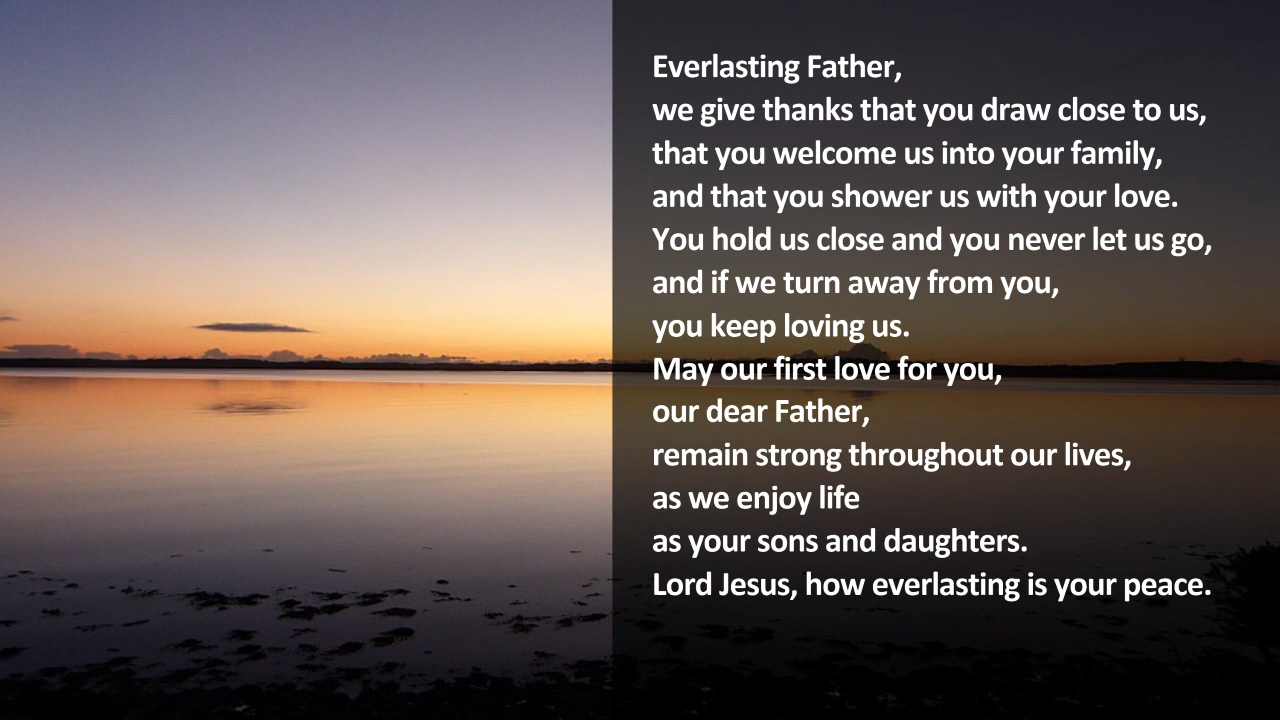 Everlasting Father,
we give thanks that you draw close to us,
that you welcome us into your family,
and that you shower us with your love.
You hold us close and you never let us go,
and if we turn away from you,
you keep loving us.
May our first love for you,
our dear Father,
remain strong throughout our lives,
as we enjoy life
as your sons and daughters.
Lord Jesus, how everlasting is your peace.